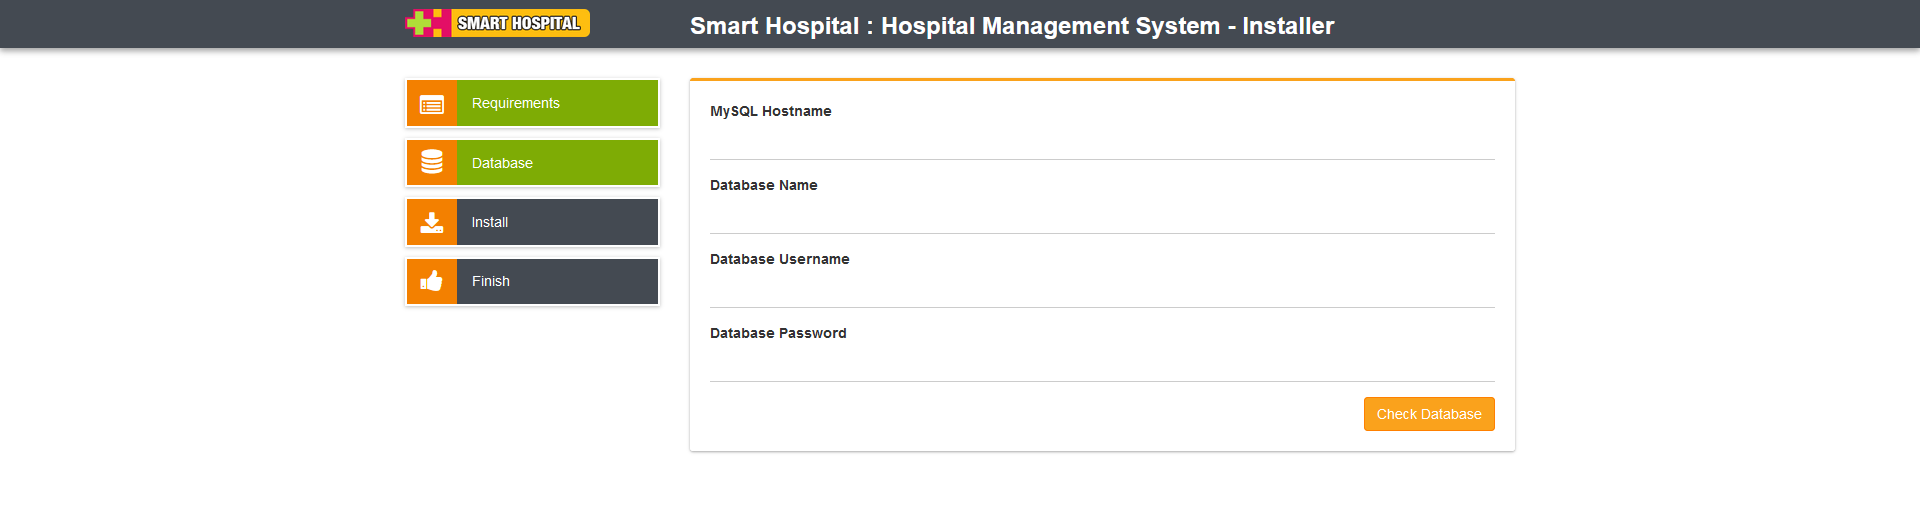 SMART HOSPITAL
Smart Hospital : Hospital Management System - Installer
Requirements
Database
Install
Finish
MySQL Hostname
Database Name
Database Username
Database Password
Check Database